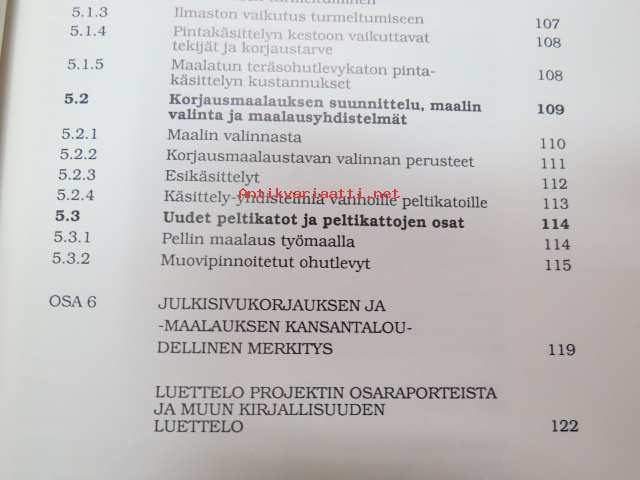 turmeltuminen
5.1.3 Ilmaston vaikutus turmeltumiseen 107
5.1.4 Pintakäsittelyn kestoon vaikuttavat
tekijät ja korjaustarve 108
5.1.5 Maalatun teräsohutlevykaton pinta-
käsittelyn kustannukset 108
5.2 Korjausmaalauksen suunnittelu, maalin
valinta ja maalausyhdistelmät 109
5.2.1 Maalin valinnasta 110
5.2.2 Korjausmaalaustavan valinnan perusteet 111
5.2.3 Esikäsittelyt 112
Antikvariaatti.net
5.2.4 Käsittely-yhdistelmiä vanhoille peltikatoille 113
5.3 Uudet peltikatot ja peltikattojen osat 114
5.3.1 Pellin maalaus työmaalla 114
5.3.2 Muovipinnoitetut ohutlevyt 115
OSA 6 JULKISIVUKORJAUKSEN JA
-MAALAUKSEN KANSANTALOU-
DELLINEN MERKITYS 119
LUETTELO PROJEKTIN OSARAPORTEISTA
JA MUUN KIRJALLISUUDEN
LUETTELO 122